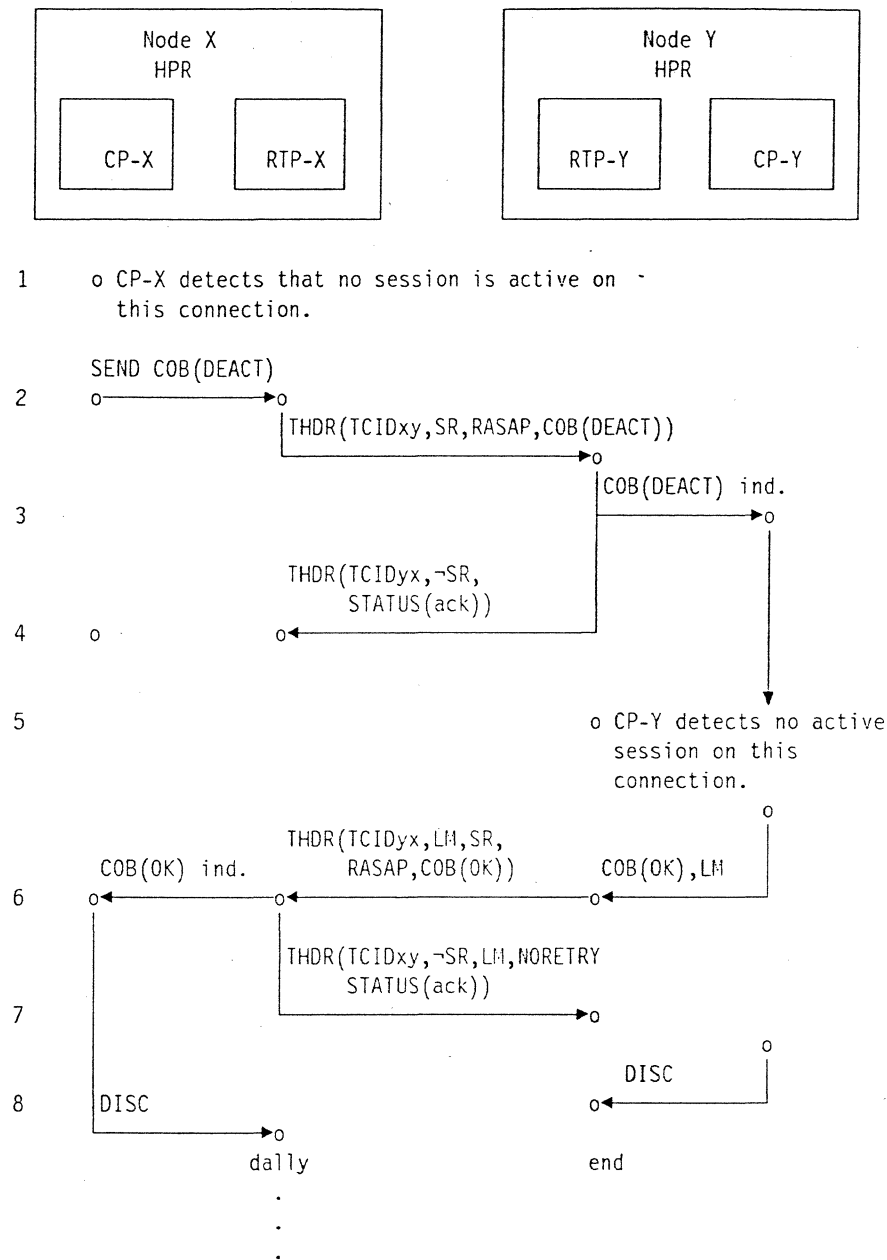 Node X
HPR
CP-X
RTP-X
Node Y
HPR
RTP-Y
CP-Y
1 o CP-X detects that no session is active on
this connection.
SEND COB(DEACT)
2 o o
THDR(TCIDxy,SR,RASAP,COB(DEACT))
o
COB(DEACT) ind.
3 o
THDR(TCIDyx,¬SR,
STATUS(ack))
4 o o
5 o CP-Y detects no active
session on this
connection.
o
THDR(TCIDyx,LM,SR,
COB(OK) ind. RASAP,COB(OK)) COB(OK),LM
6 o o o
THDR(TCIDxy,¬SR,LM,NORETRY
STATUS(ack))
7 o
o
DISC
8 DISC o
o
dally end
.
.
.